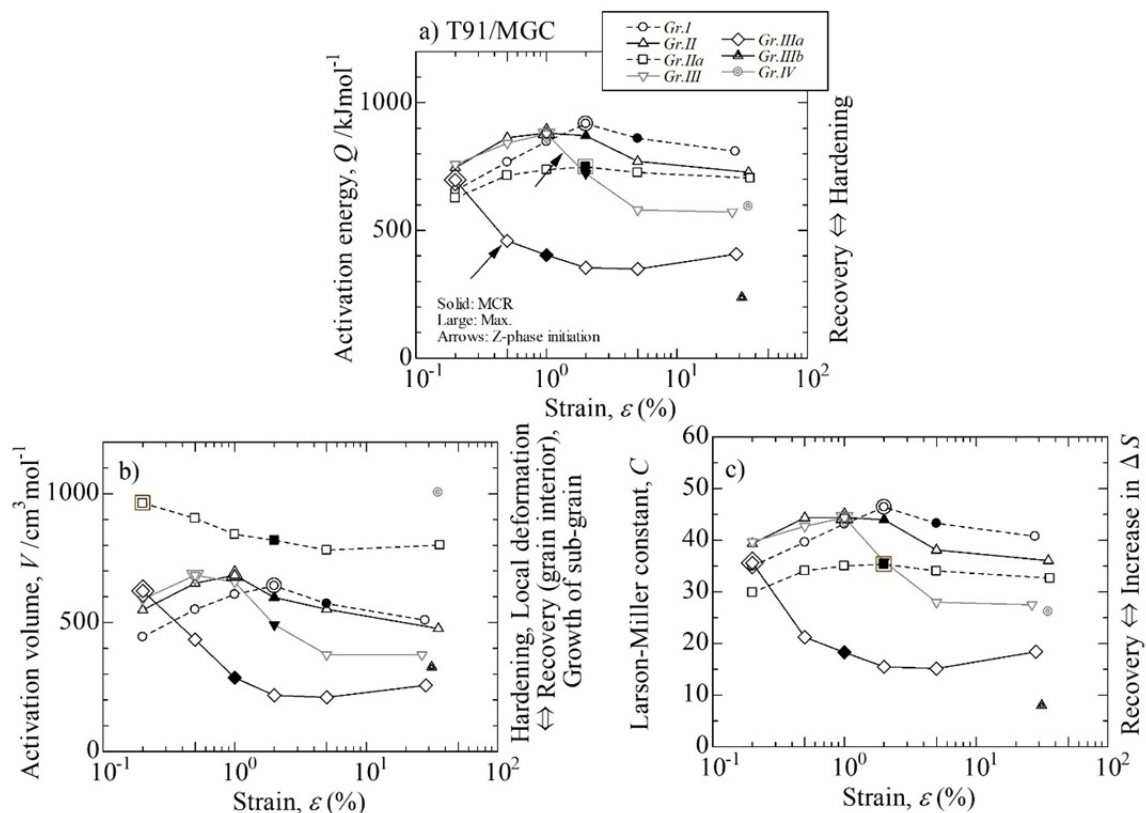 a) T91/MGC
Gr.I
Gr.II
Gr.IIa
Gr.III
Gr.IIIa
Gr.IIIb
Gr.IV
Activation energy, Q /kJmol⁻¹
1000
500
0
Solid: MCR
Large: Max.
Arrows: Z-phase initiation
10⁻¹ 10⁰ 10¹ 10²
Strain, ε (%)
Recovery ⇔ Hardening
b)
Activation volume, V /cm³mol⁻¹
1000
500
0
10⁻¹ 10⁰ 10¹ 10²
Strain, ε (%)
Hardening, Local deformation
⇔ Recovery (grain interior),
Growth of sub-grain
c)
Larson-Miller constant, C
60
50
40
30
20
10
0
10⁻¹ 10⁰ 10¹ 10²
Strain, ε (%)
Recovery ⇔ Increase in ΔS